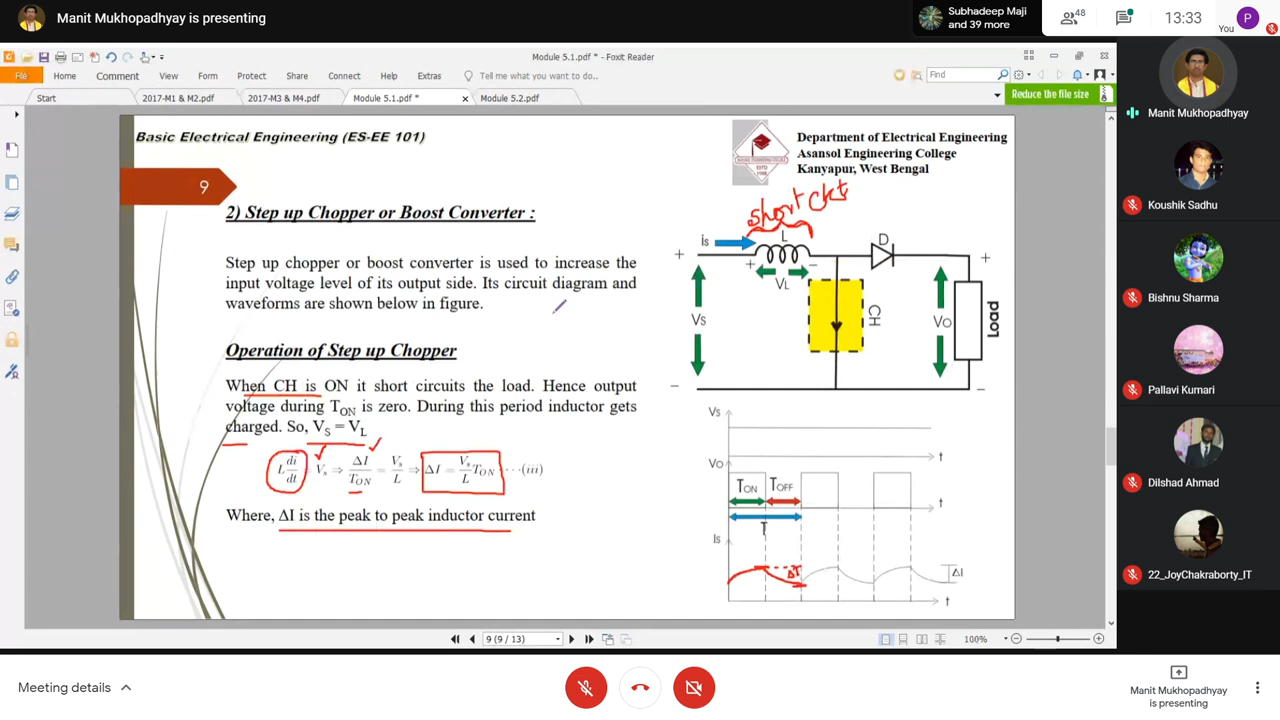 Manit Mukhopadhyay is presenting
Subhadeep Maji
and 39 more
48
13:33
You
P
Module 5.1.pdf * - Foxit Reader
File Home Comment View Form Protect Share Connect Help Extras Tell me what you want to do..
Find
Start
2017-M1 & M2.pdf
2017-M3 & M4.pdf
Module 5.1.pdf *
Module 5.2.pdf
Reduce the file size
Basic Electrical Engineering (ES-EE 101)
Department of Electrical Engineering
Asansol Engineering College
Kanyapur, West Bengal
9
2) Step up Chopper or Boost Converter :
Step up chopper or boost converter is used to increase the
input voltage level of its output side. Its circuit diagram and
waveforms are shown below in figure.
Operation of Step up Chopper
When CH is ON it short circuits the load. Hence output
voltage during TON is zero. During this period inductor gets
charged. So, VS = VL
L di/dt = Vs ⇒ ΔI/TON = Vs/L ⇒ ΔI = Vs/L TON ···(iii)
Where, ΔI is the peak to peak inductor current
short ckt
is
L
D
+
+
+
−
VL
VS
CH
VO
Load
−
−
Vs
t
Vo
TON
TOFF
t
T
Is
ΔI
ΔI
t
9 (9 / 13)
100%
Manit Mukhopadhyay
Koushik Sadhu
Bishnu Sharma
Pallavi Kumari
Dilshad Ahmad
22_JoyChakraborty_IT
Meeting details
Manit Mukhopadhyay
is presenting